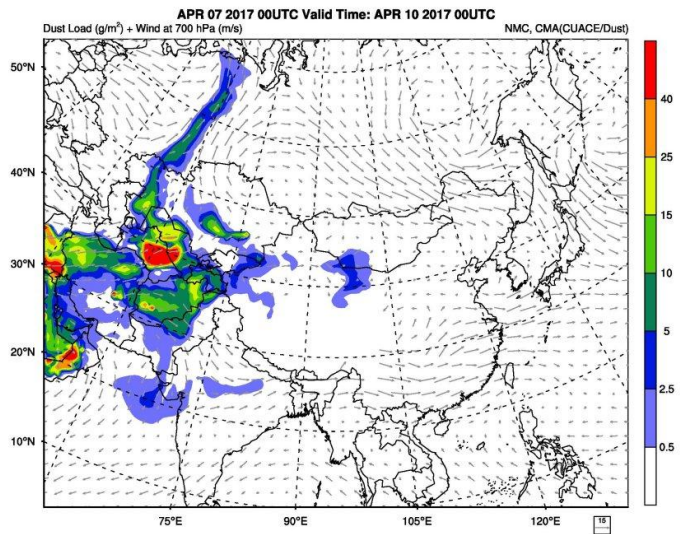 APR 07 2017 00UTC Valid Time: APR 10 2017 00UTC
Dust Load (g/m²) + Wind at 700 hPa (m/s) NMC, CMA(CUACE/Dust)
50°N
40°N
30°N
20°N
10°N
75°E 90°E 105°E 120°E
40
25
15
10
5
2.5
0.5
15